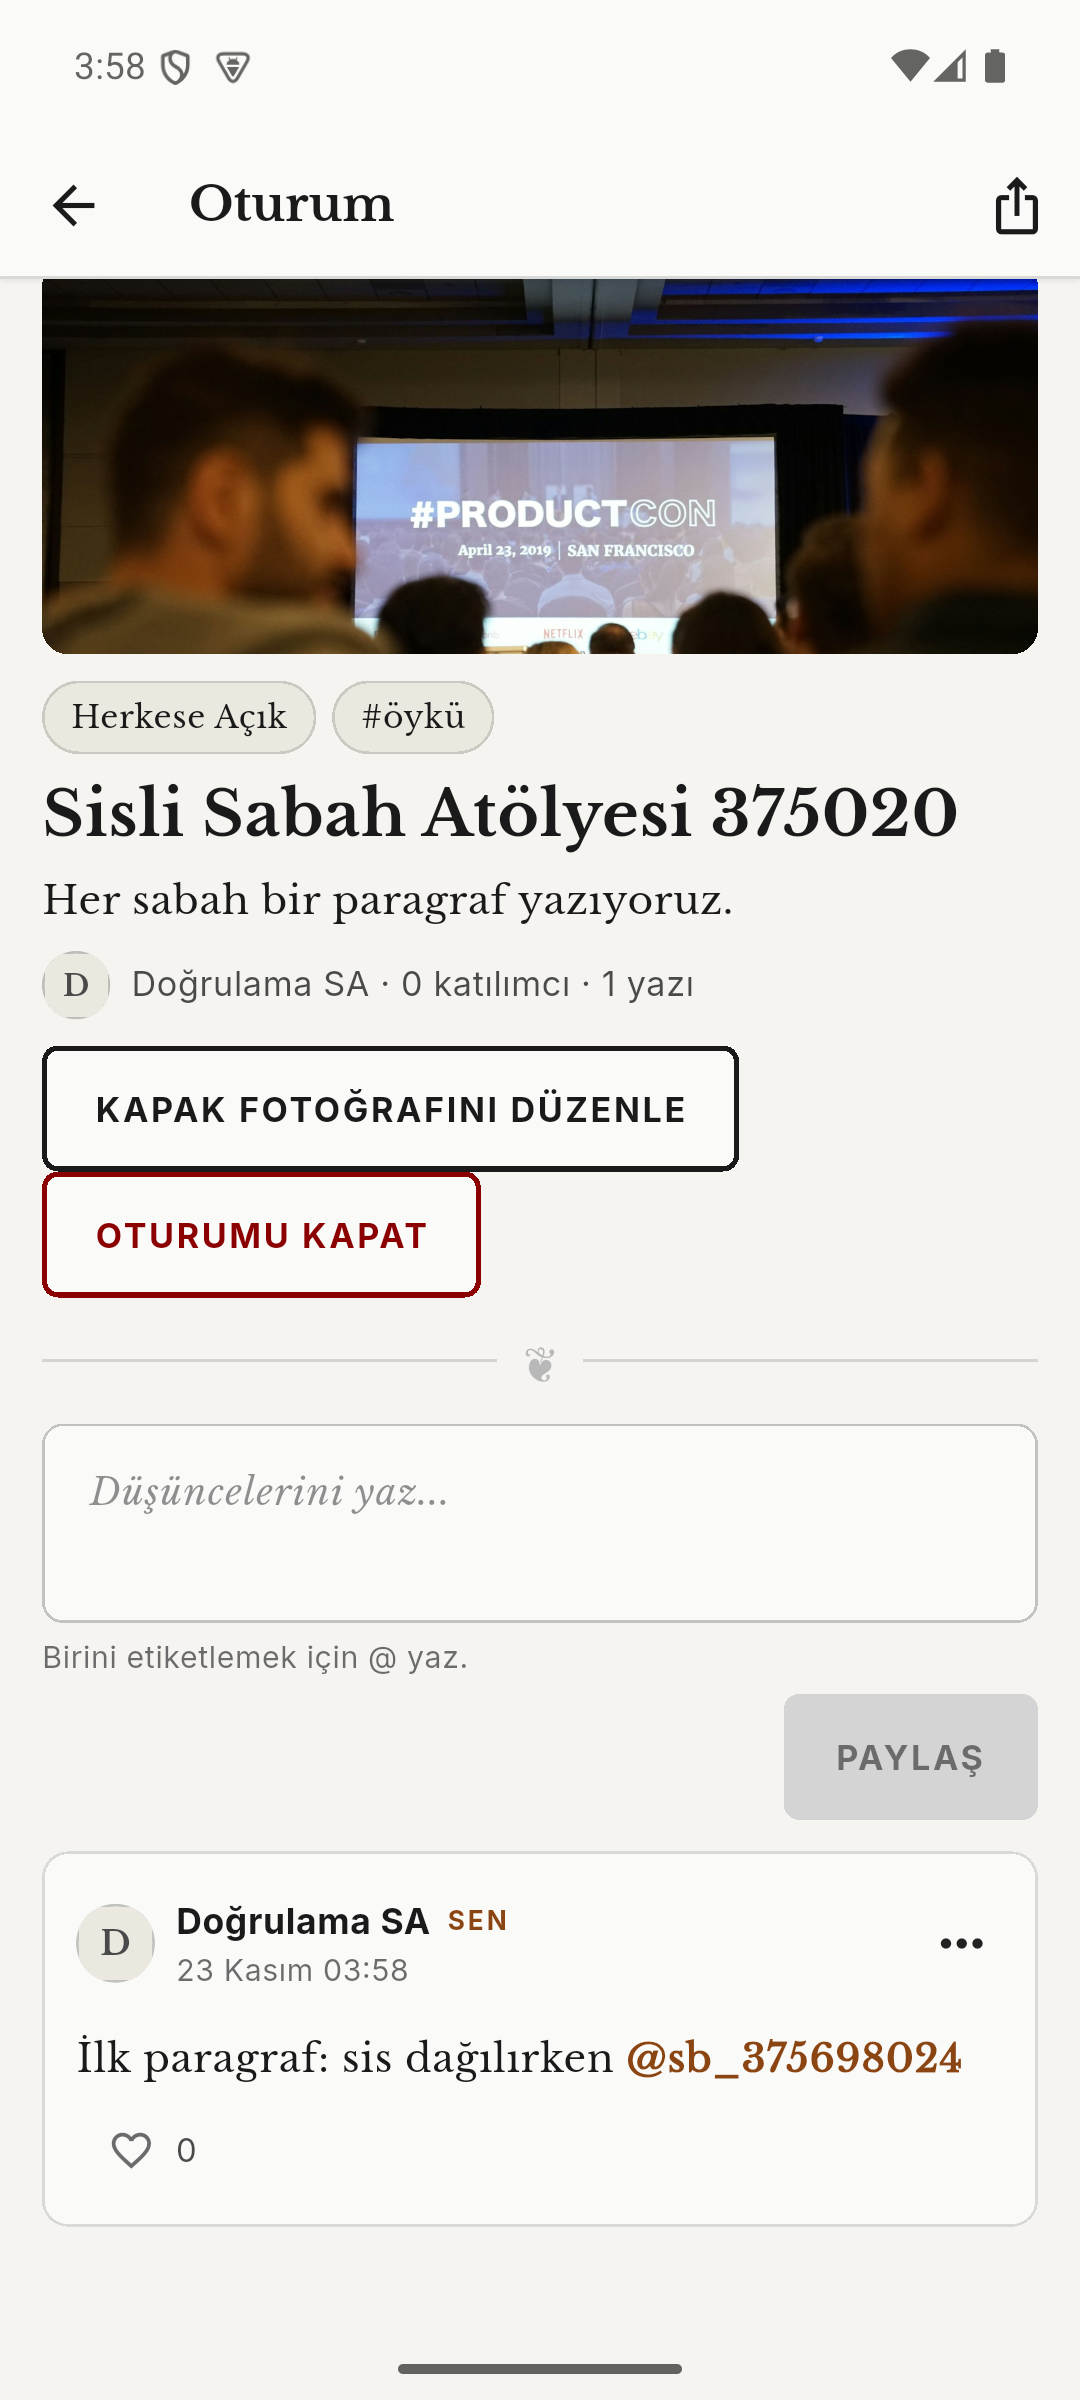 3:58
Oturum
#PRODUCTCON
April 23, 2019 | SAN FRANCISCO
NETFLIX
Herkese Açık #öykü
Sisli Sabah Atölyesi 375020
Her sabah bir paragraf yazıyoruz.
D Doğrulama SA · 0 katılımcı · 1 yazı
KAPAK FOTOĞRAFINI DÜZENLE
OTURUMU KAPAT
Düşüncelerini yaz...
Birini etiketlemek için @ yaz.
PAYLAŞ
D Doğrulama SA SEN
23 Kasım 03:58
İlk paragraf: sis dağılırken @sb_375698024
0